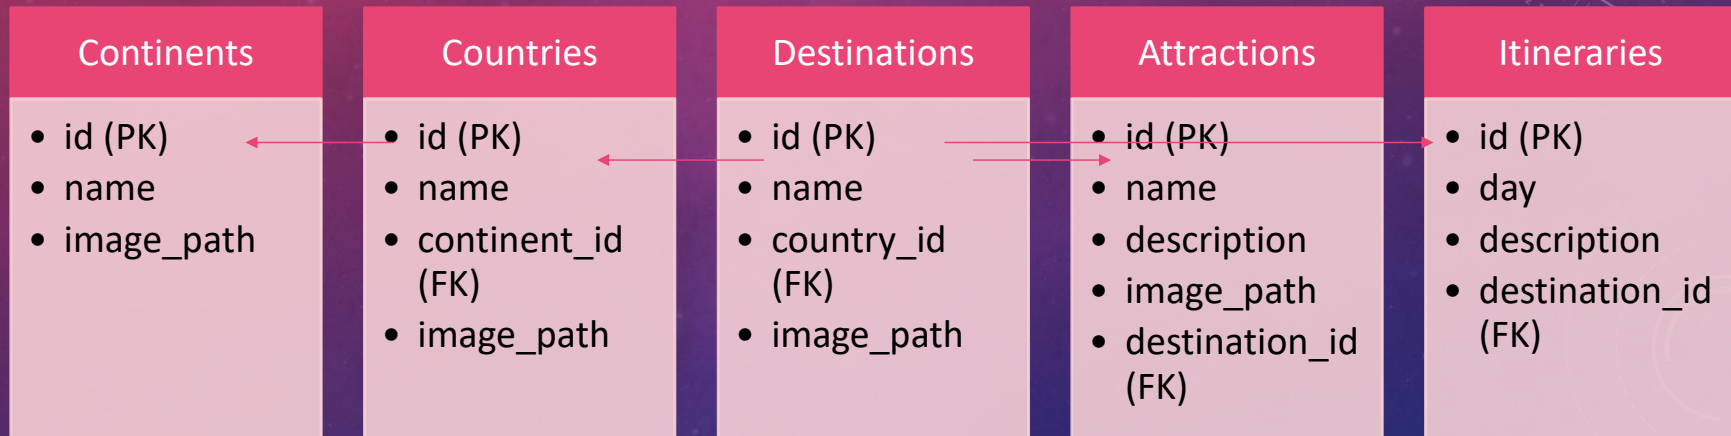 Continents
• id (PK)
• name
• image_path
Countries
• id (PK)
• name
• continent_id
(FK)
• image_path
Destinations
• id (PK)
• name
• country_id
(FK)
• image_path
Attractions
• id (PK)
• name
• description
• image_path
• destination_id
(FK)
Itineraries
• id (PK)
• day
• description
• destination_id
(FK)